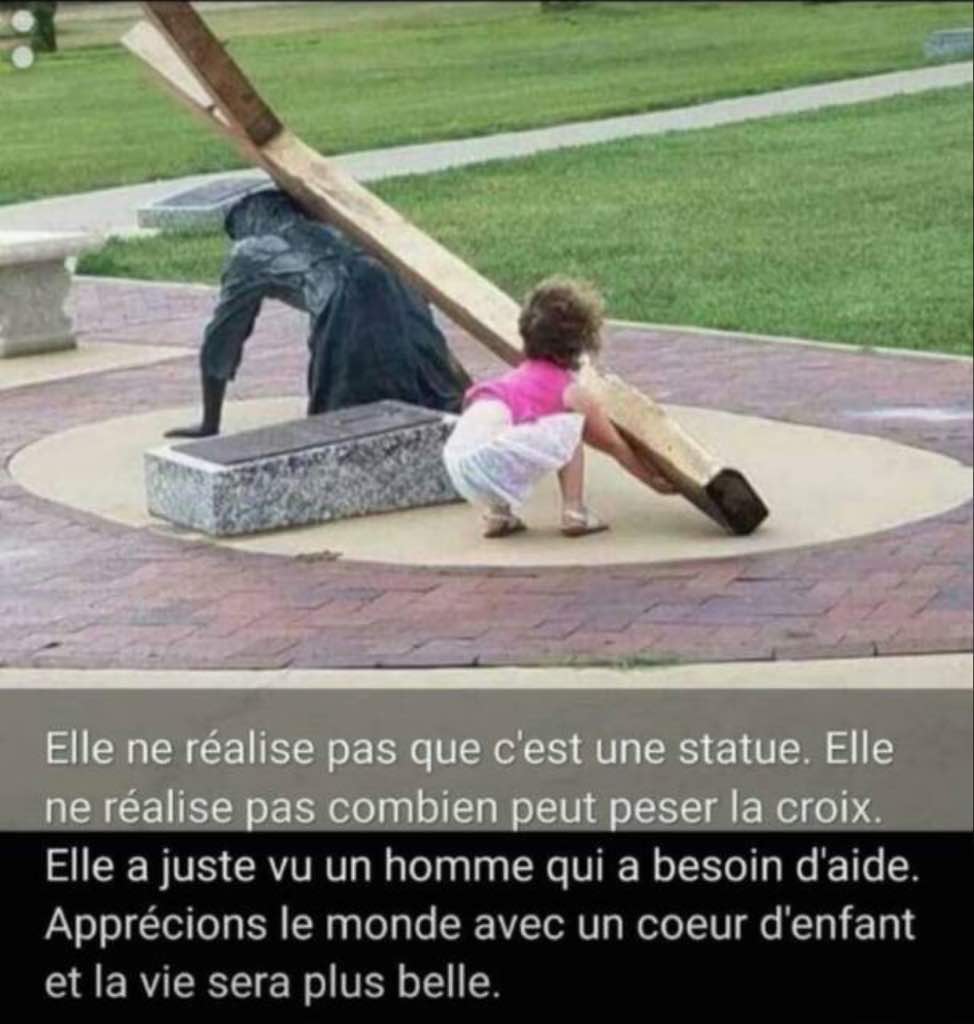 Elle ne réalise pas que c'est une statue. Elle
ne réalise pas combien peut peser la croix.
Elle a juste vu un homme qui a besoin d'aide.
Apprécions le monde avec un coeur d'enfant
et la vie sera plus belle.